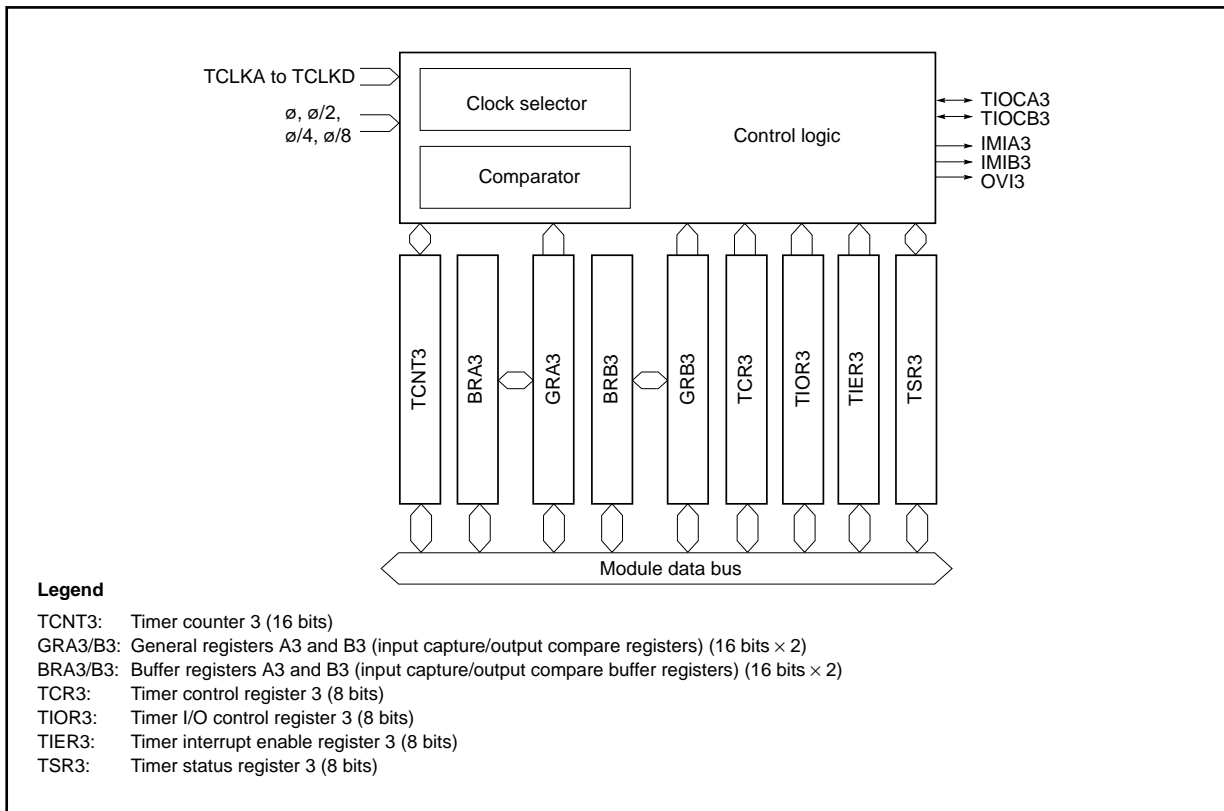 TCLKA to TCLKD
ø, ø/2,
ø/4, ø/8
Clock selector
Comparator
Control logic
TIOCA3
TIOCB3
IMIA3
IMIB3
OVI3
TCNT3
BRA3
GRA3
BRB3
GRB3
TCR3
TIOR3
TIER3
TSR3
Module data bus
Legend
TCNT3: Timer counter 3 (16 bits)
GRA3/B3: General registers A3 and B3 (input capture/output compare registers) (16 bits × 2)
BRA3/B3: Buffer registers A3 and B3 (input capture/output compare buffer registers) (16 bits × 2)
TCR3: Timer control register 3 (8 bits)
TIOR3: Timer I/O control register 3 (8 bits)
TIER3: Timer interrupt enable register 3 (8 bits)
TSR3: Timer status register 3 (8 bits)